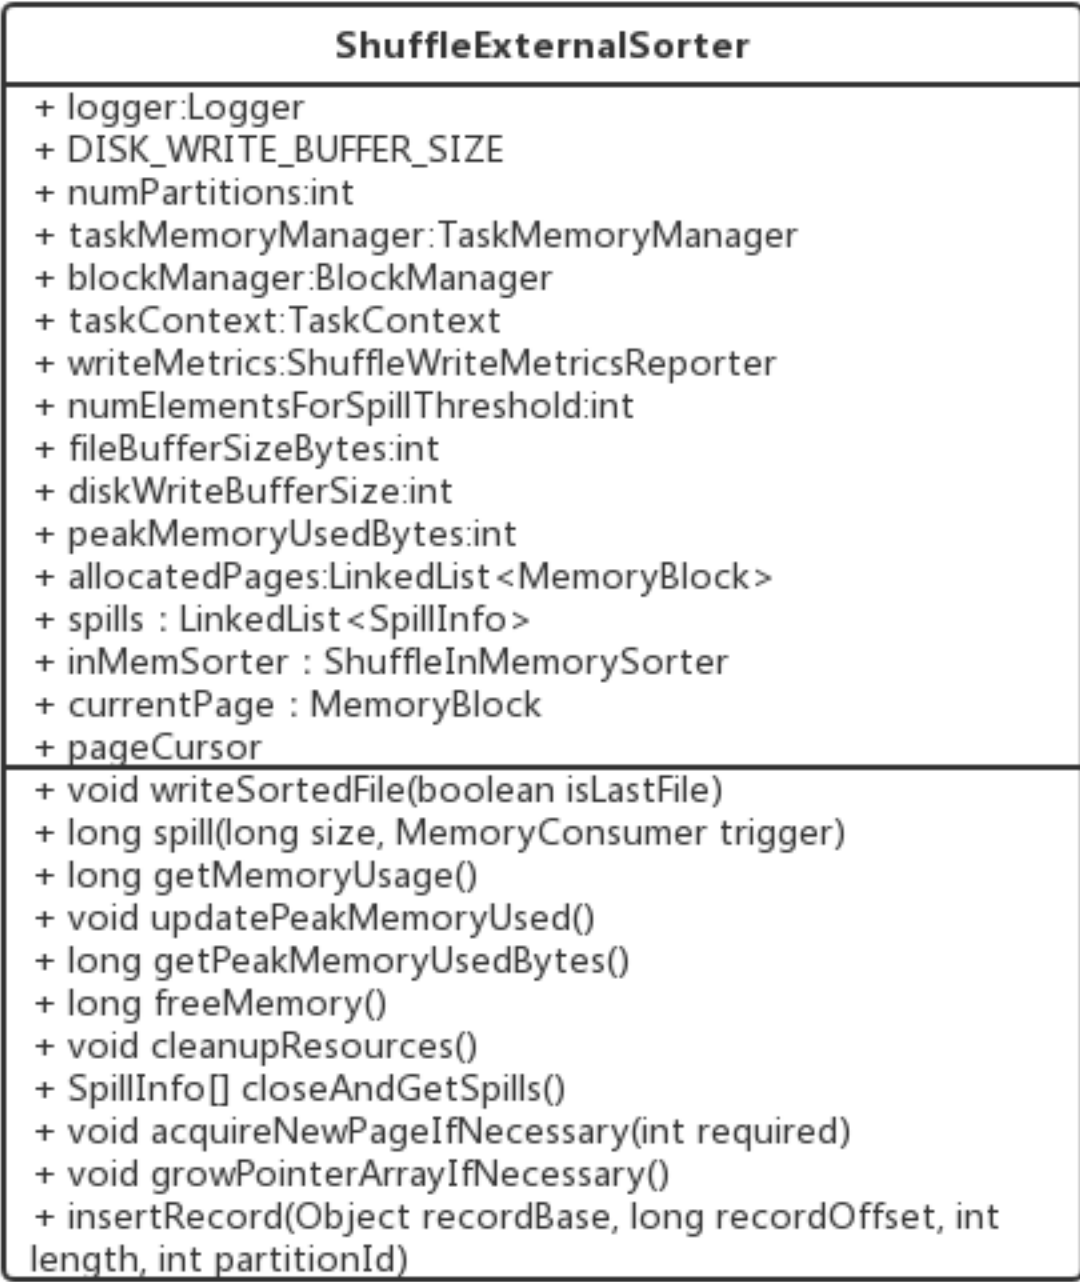 ShuffleExternalSorter
+ logger:Logger
+ DISK_WRITE_BUFFER_SIZE
+ numPartitions:int
+ taskMemoryManager:TaskMemoryManager
+ blockManager:BlockManager
+ taskContext:TaskContext
+ writeMetrics:ShuffleWriteMetricsReporter
+ numElementsForSpillThreshold:int
+ fileBufferSizeBytes:int
+ diskWriteBufferSize:int
+ peakMemoryUsedBytes:int
+ allocatedPages:LinkedList<MemoryBlock>
+ spills : LinkedList<SpillInfo>
+ inMemSorter : ShuffleInMemorySorter
+ currentPage : MemoryBlock
+ pageCursor
+ void writeSortedFile(boolean isLastFile)
+ long spill(long size, MemoryConsumer trigger)
+ long getMemoryUsage()
+ void updatePeakMemoryUsed()
+ long getPeakMemoryUsedBytes()
+ long freeMemory()
+ void cleanupResources()
+ SpillInfo[] closeAndGetSpills()
+ void acquireNewPageIfNecessary(int required)
+ void growPointerArrayIfNecessary()
+ insertRecord(Object recordBase, long recordOffset, int
length, int partitionId)